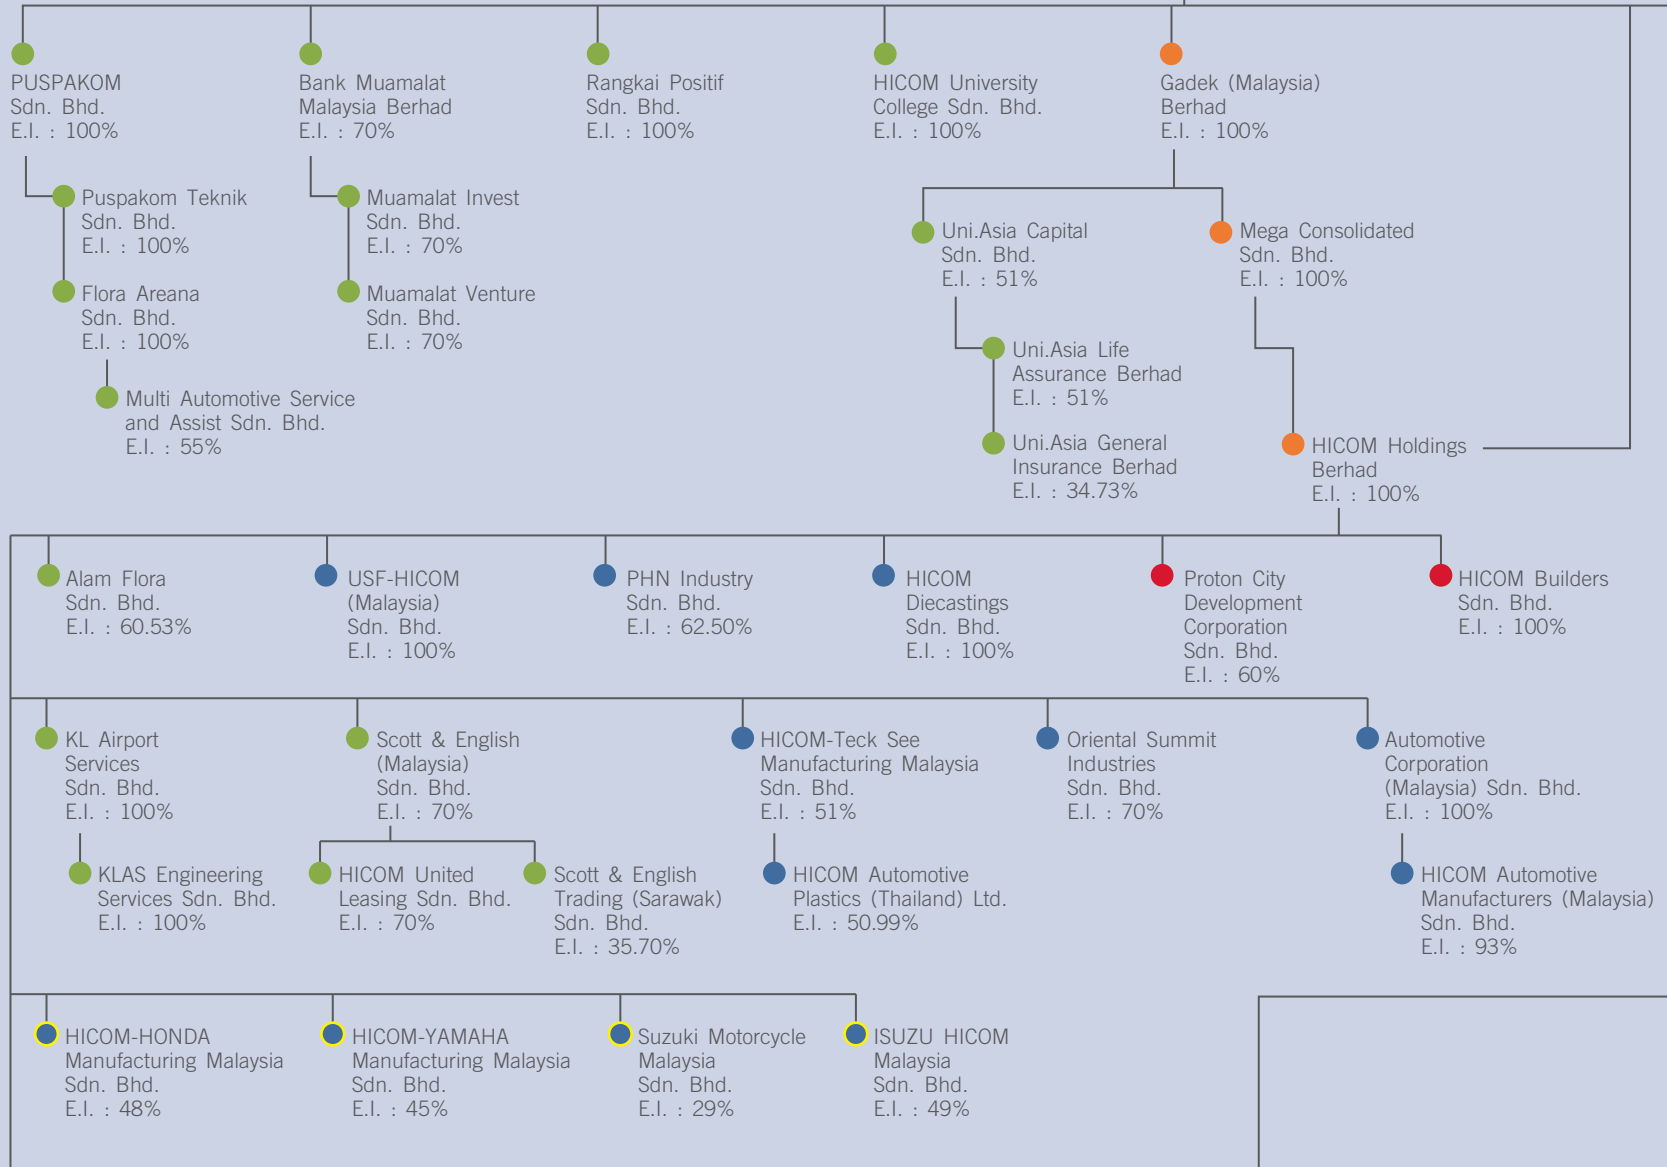 PUSPAKOM
Sdn. Bhd.
E.I. : 100%
Bank Muamalat
Malaysia Berhad
E.I. : 70%
Rangkai Positif
Sdn. Bhd.
E.I. : 100%
HICOM University
College Sdn. Bhd.
E.I. : 100%
Gadek (Malaysia)
Berhad
E.I. : 100%
Puspakom Teknik
Sdn. Bhd.
E.I. : 100%
Muamalat Invest
Sdn. Bhd.
E.I. : 70%
Uni.Asia Capital
Sdn. Bhd.
E.I. : 51%
Mega Consolidated
Sdn. Bhd.
E.I. : 100%
Flora Areana
Sdn. Bhd.
E.I. : 100%
Muamalat Venture
Sdn. Bhd.
E.I. : 70%
Uni.Asia Life
Assurance Berhad
E.I. : 51%
Multi Automotive Service
and Assist Sdn. Bhd.
E.I. : 55%
Uni.Asia General
Insurance Berhad
E.I. : 34.73%
HICOM Holdings
Berhad
E.I. : 100%
Alam Flora
Sdn. Bhd.
E.I. : 60.53%
USF-HICOM
(Malaysia)
Sdn. Bhd.
E.I. : 100%
PHN Industry
Sdn. Bhd.
E.I. : 62.50%
HICOM
Diecastings
Sdn. Bhd.
E.I. : 100%
Proton City
Development
Corporation
Sdn. Bhd.
E.I. : 60%
HICOM Builders
Sdn. Bhd.
E.I. : 100%
KL Airport
Services
Sdn. Bhd.
E.I. : 100%
Scott & English
(Malaysia)
Sdn. Bhd.
E.I. : 70%
HICOM-Teck See
Manufacturing Malaysia
Sdn. Bhd.
E.I. : 51%
Oriental Summit
Industries
Sdn. Bhd.
E.I. : 70%
Automotive
Corporation
(Malaysia) Sdn. Bhd.
E.I. : 100%
KLAS Engineering
Services Sdn. Bhd.
E.I. : 100%
HICOM United
Leasing Sdn. Bhd.
E.I. : 70%
Scott & English
Trading (Sarawak)
Sdn. Bhd.
E.I. : 35.70%
HICOM Automotive
Plastics (Thailand) Ltd.
E.I. : 50.99%
HICOM Automotive
Manufacturers (Malaysia)
Sdn. Bhd.
E.I. : 93%
HICOM-HONDA
Manufacturing Malaysia
Sdn. Bhd.
E.I. : 48%
HICOM-YAMAHA
Manufacturing Malaysia
Sdn. Bhd.
E.I. : 45%
Suzuki Motorcycle
Malaysia
Sdn. Bhd.
E.I. : 29%
ISUZU HICOM
Malaysia
Sdn. Bhd.
E.I. : 49%